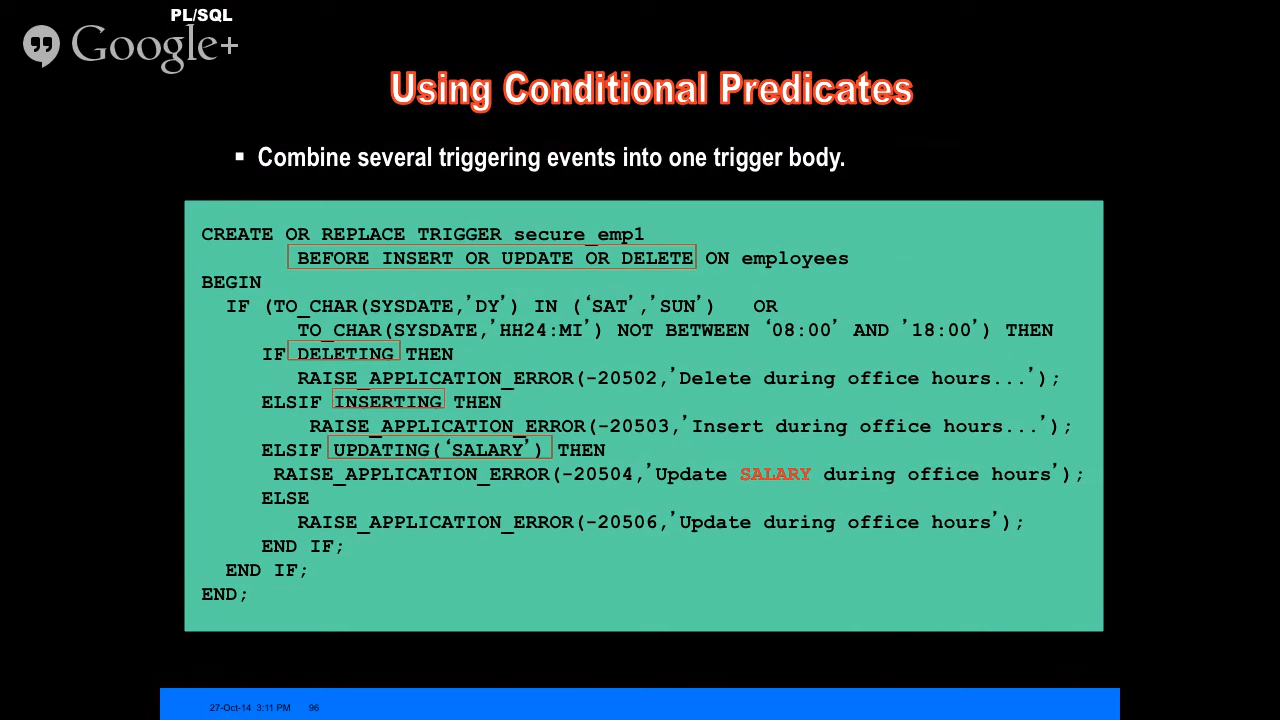 PL/SQL
Google+
Using Conditional Predicates
▪ Combine several triggering events into one trigger body.
CREATE OR REPLACE TRIGGER secure_emp1
BEFORE INSERT OR UPDATE OR DELETE ON employees
BEGIN
IF (TO_CHAR(SYSDATE,’DY’) IN (‘SAT’,’SUN’) OR
TO_CHAR(SYSDATE,’HH24:MI’) NOT BETWEEN ‘08:00’ AND ’18:00’) THEN
IF DELETING THEN
RAISE_APPLICATION_ERROR(-20502,’Delete during office hours...’);
ELSIF INSERTING THEN
RAISE_APPLICATION_ERROR(-20503,’Insert during office hours...’);
ELSIF UPDATING(‘SALARY’) THEN
RAISE_APPLICATION_ERROR(-20504,’Update SALARY during office hours’);
ELSE
RAISE_APPLICATION_ERROR(-20506,’Update during office hours’);
END IF;
END IF;
END;
27-Oct-14 3:11 PM 96